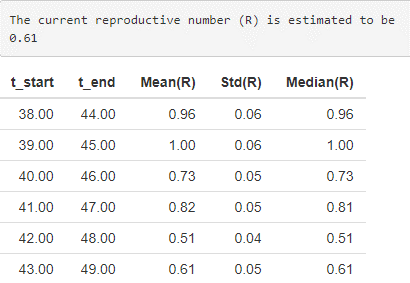 The current reproductive number (R) is estimated to be
0.61
t_start t_end Mean(R) Std(R) Median(R)
38.00 44.00 0.96 0.06 0.96
39.00 45.00 1.00 0.06 1.00
40.00 46.00 0.73 0.05 0.73
41.00 47.00 0.82 0.05 0.81
42.00 48.00 0.51 0.04 0.51
43.00 49.00 0.61 0.05 0.61